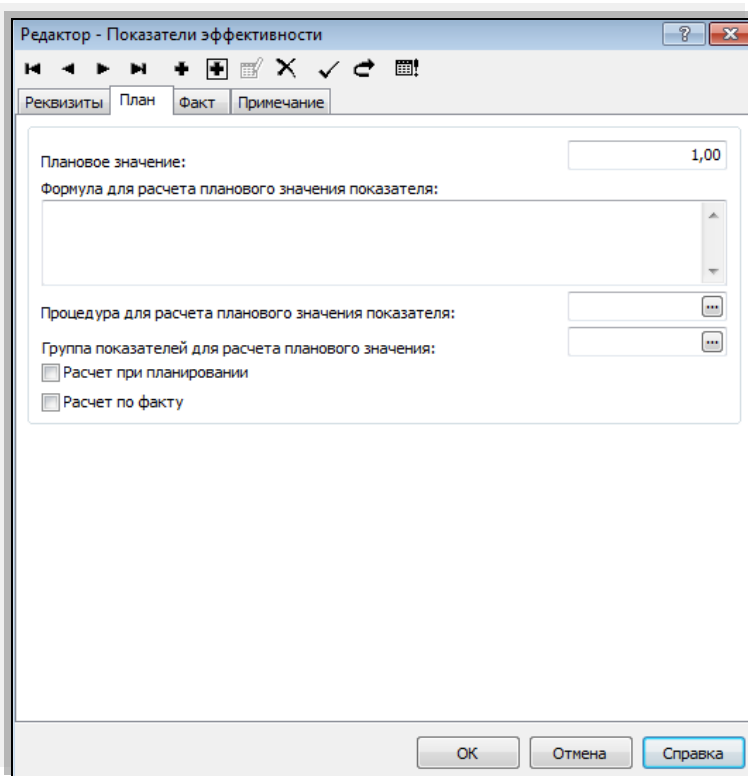 Редактор - Показатели эффективности
Реквизиты План Факт Примечание
Плановое значение: 1,00
Формула для расчета планового значения показателя:
Процедура для расчета планового значения показателя: ...
Группа показателей для расчета планового значения: ...
Расчет при планировании
Расчет по факту
ОК Отмена Справка